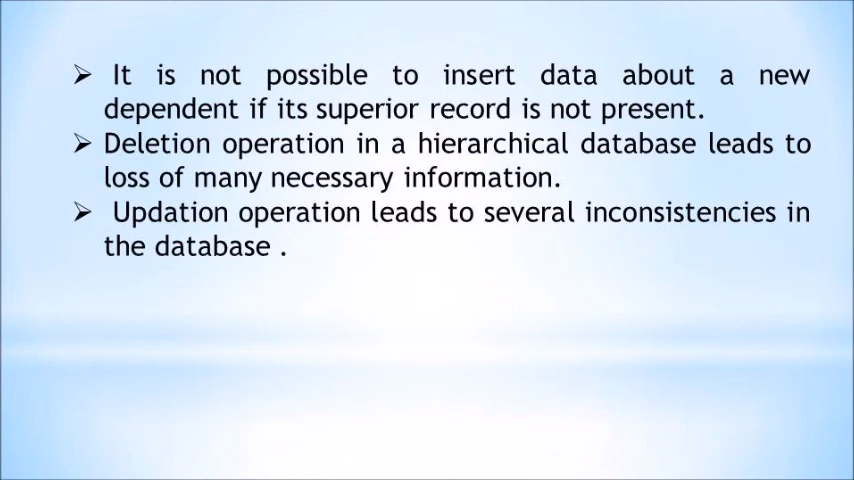 ➢ It is not possible to insert data about a new
dependent if its superior record is not present.
➢ Deletion operation in a hierarchical database leads to
loss of many necessary information.
➢ Updation operation leads to several inconsistencies in
the database .